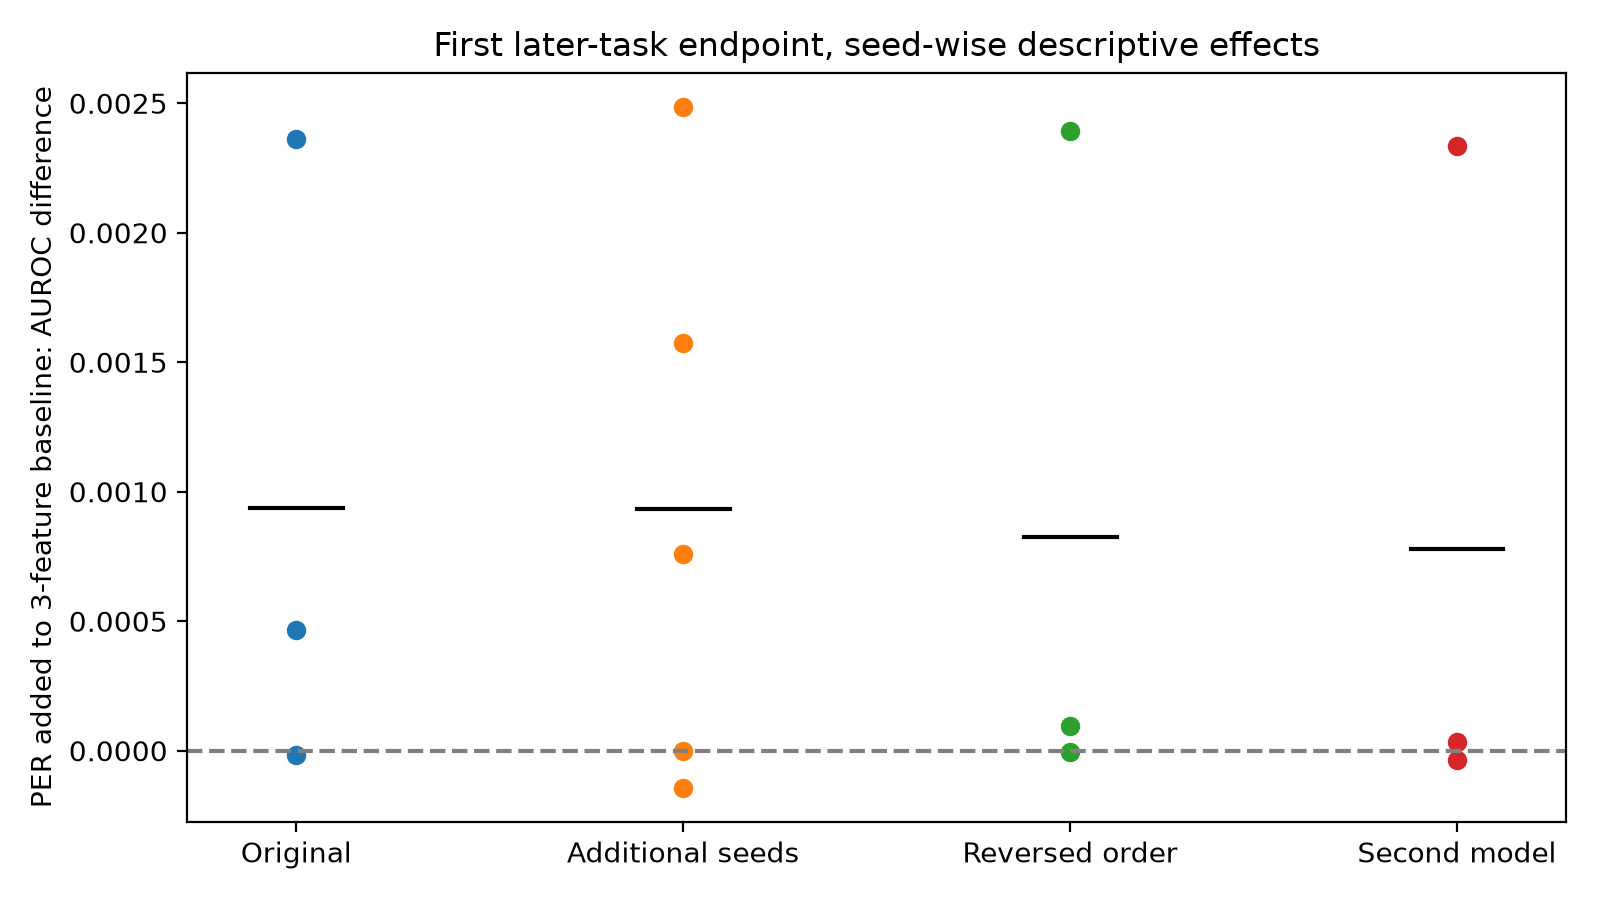 First later-task endpoint, seed-wise descriptive effects
PER added to 3-feature baseline: AUROC difference
0.0025
0.0020
0.0015
0.0010
0.0005
0.0000
Original
Additional seeds
Reversed order
Second model